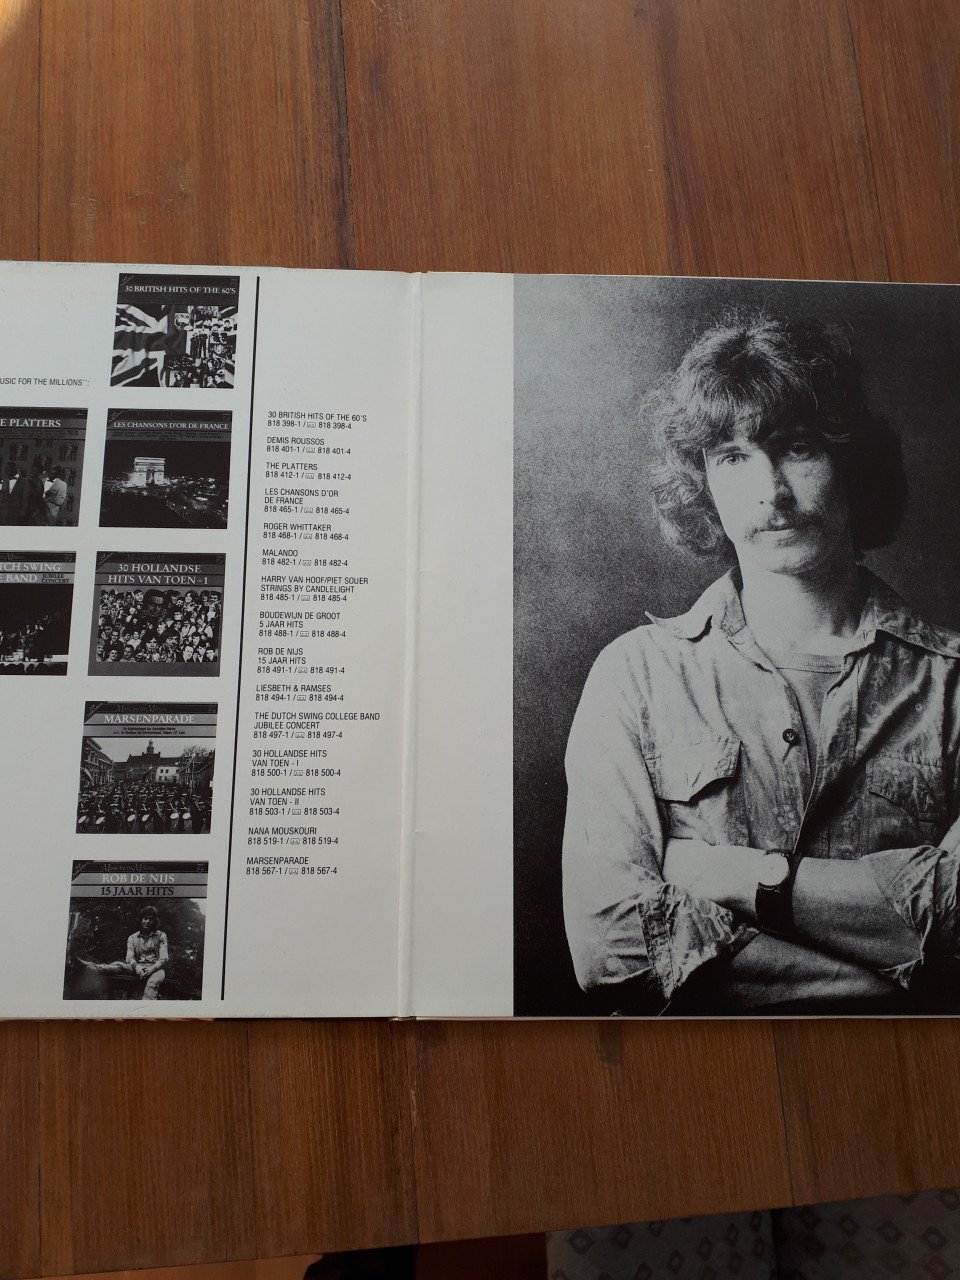 30 BRITISH HITS OF THE 60'S
USIC FOR THE MILLIONS":
E PLATTERS
LES CHANSONS D'OR DE FRANCE
TCH SWING
E BAND JUBILEE CONCERT
30 HOLLANDSE
HITS VAN TOEN - 1
MARSENPARADE
ROB DE NIJS
15 JAAR HITS
30 BRITISH HITS OF THE 60'S
818 398-1 / 818 398-4
DEMIS ROUSSOS
818 401-1 / 818 401-4
THE PLATTERS
818 412-1 / 818 412-4
LES CHANSONS D'OR
DE FRANCE
818 465-1 / 818 465-4
ROGER WHITTAKER
818 468-1 / 818 468-4
MALANDO
818 482-1 / 818 482-4
HARRY VAN HOOF/PIET SOUER
STRINGS BY CANDLELIGHT
818 485-1 / 818 485-4
BOUDEWIJN DE GROOT
5 JAAR HITS
818 488-1 / 818 488-4
ROB DE NIJS
15 JAAR HITS
818 491-1 / 818 491-4
LIESBETH & RAMSES
818 494-1 / 818 494-4
THE DUTCH SWING COLLEGE BAND
JUBILEE CONCERT
818 497-1 / 818 497-4
30 HOLLANDSE HITS
VAN TOEN - I
818 500-1 / 818 500-4
30 HOLLANDSE HITS
VAN TOEN - II
818 503-1 / 818 503-4
NANA MOUSKOURI
818 519-1 / 818 519-4
MARSENPARADE
818 567-1 / 818 567-4